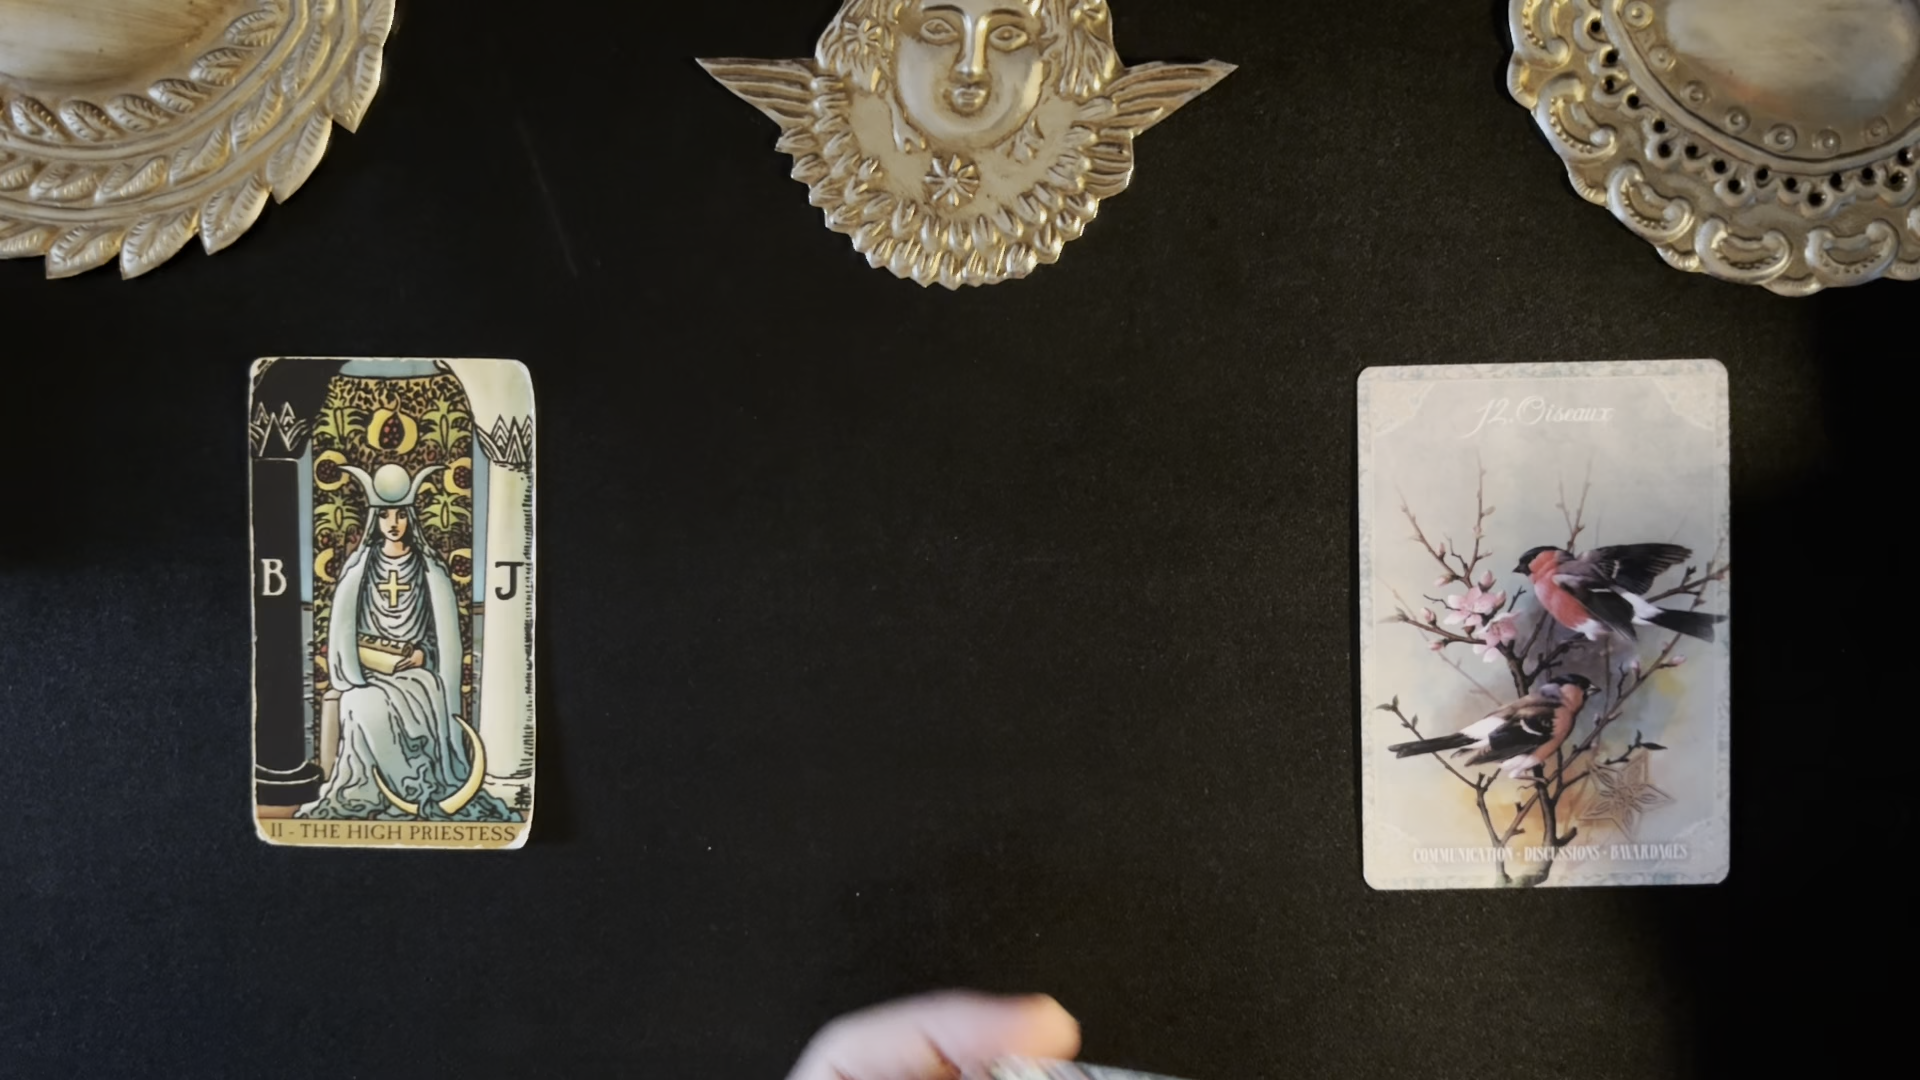 B
J
II - THE HIGH PRIESTESS
12. Oiseaux
COMMUNICATION - DISCUSSIONS - BAVARDAGES